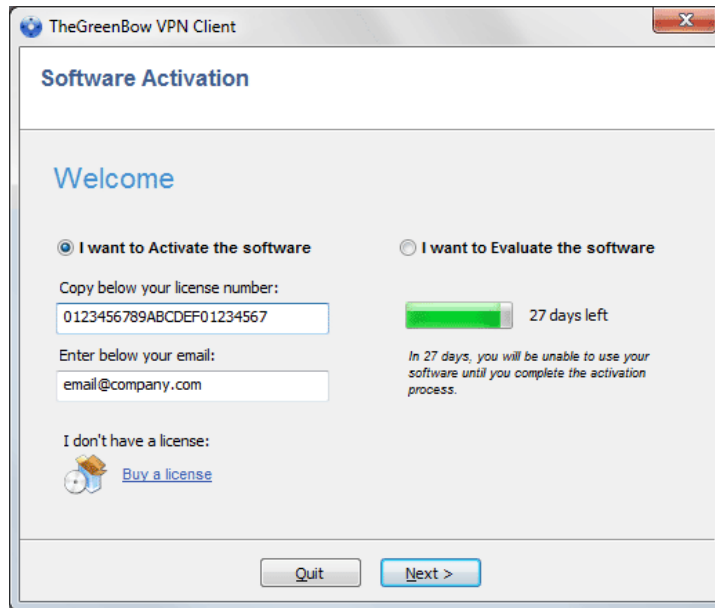 TheGreenBow VPN Client
Software Activation
Welcome
I want to Activate the software
Copy below your license number:
0123456789ABCDEF01234567
Enter below your email:
email@company.com
I don't have a license:
Buy a license
I want to Evaluate the software
27 days left
In 27 days, you will be unable to use your
software until you complete the activation
process.
Quit
Next >